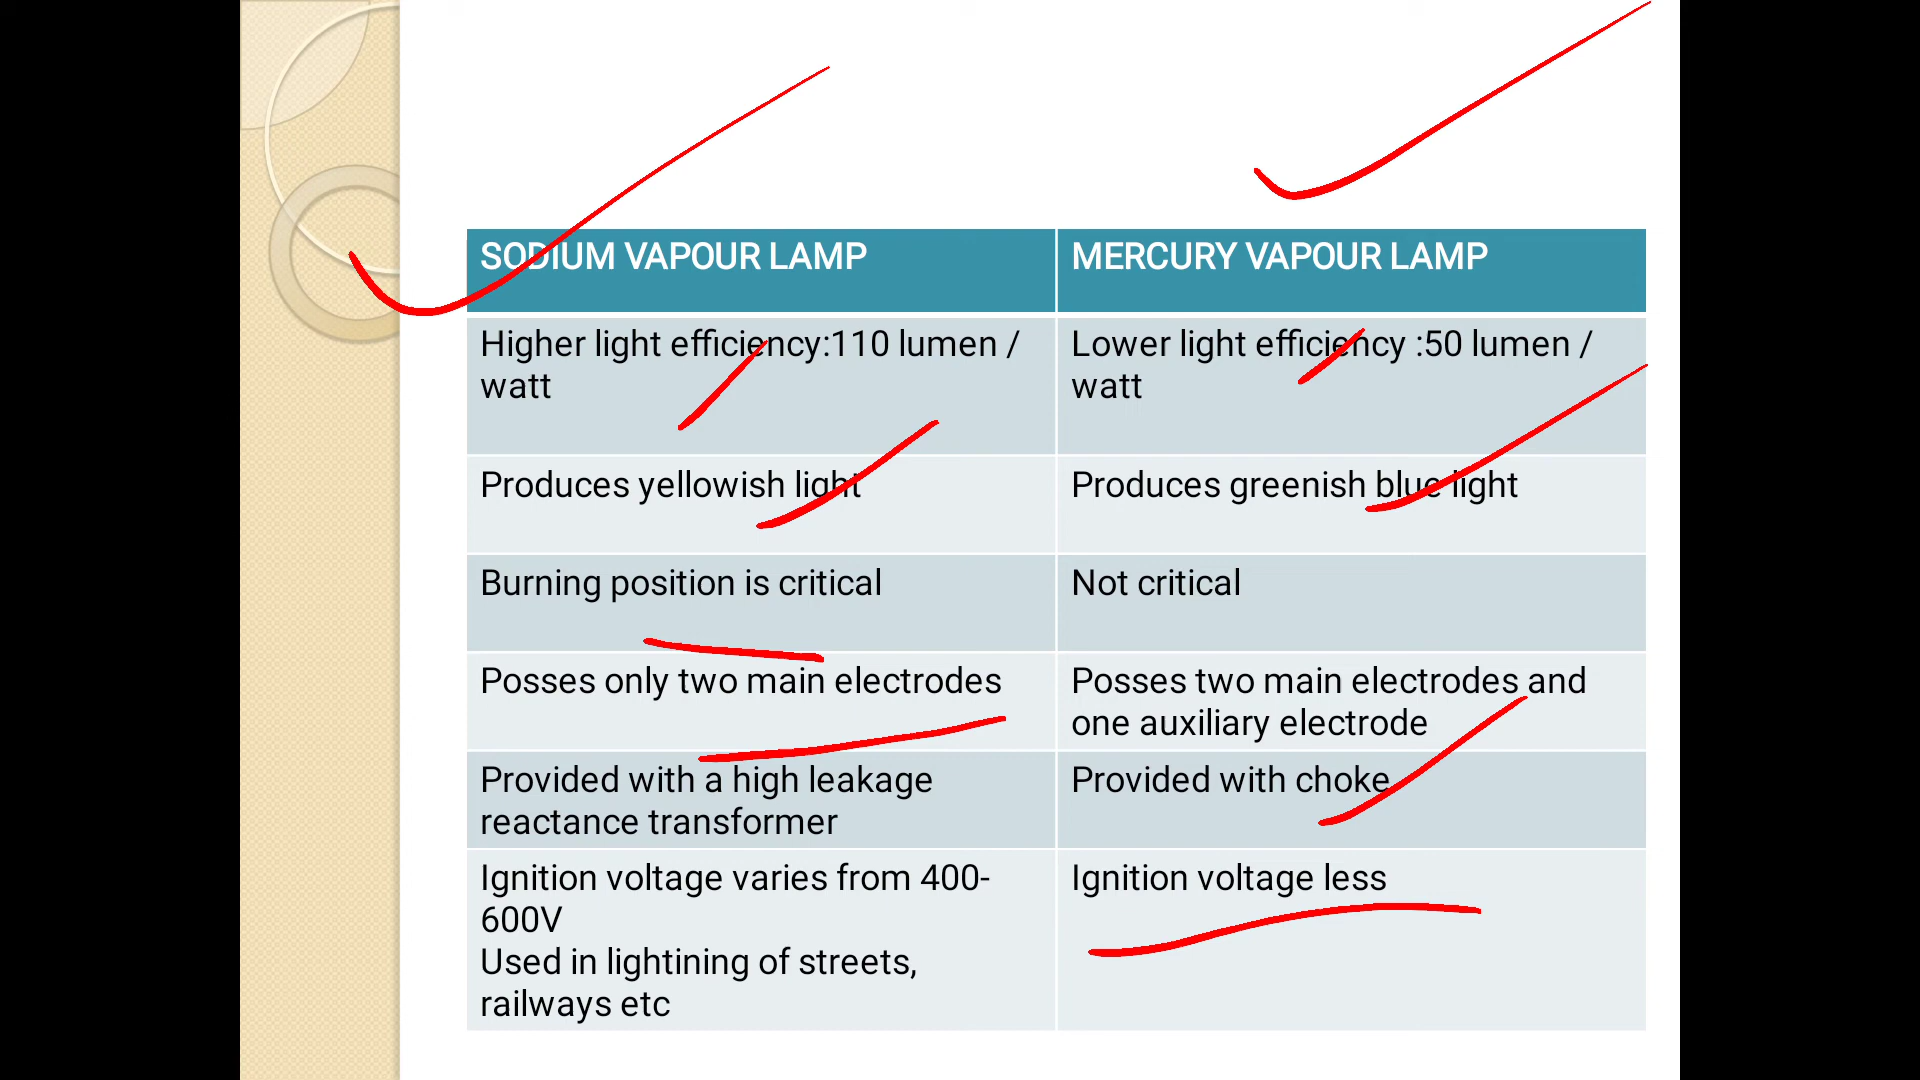 SODIUM VAPOUR LAMP
MERCURY VAPOUR LAMP
Higher light efficiency:110 lumen /
watt
Lower light efficiency :50 lumen /
watt
Produces yellowish light
Produces greenish blue light
Burning position is critical
Not critical
Posses only two main electrodes
Posses two main electrodes and
one auxiliary electrode
Provided with a high leakage
reactance transformer
Provided with choke
Ignition voltage varies from 400-
600V
Used in lightining of streets,
railways etc
Ignition voltage less